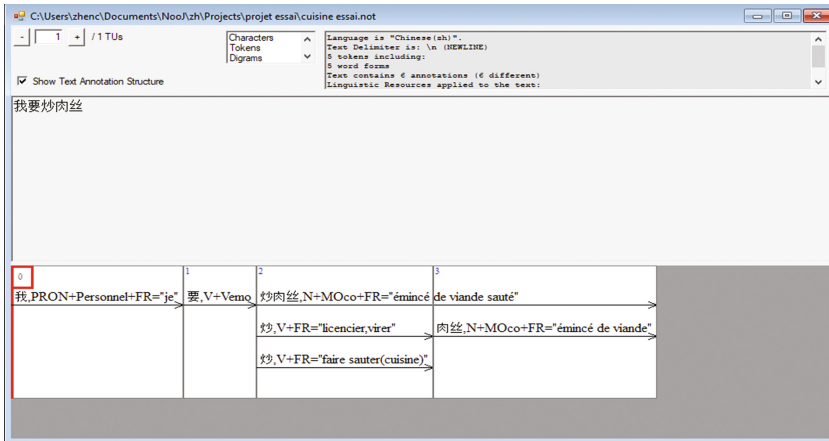 C:\Users\zhenc\Documents\NooJ\zh\Projects\projet essai\cuisine essai.not
- 1 + / 1 TUs
Show Text Annotation Structure
Characters
Tokens
Digrams
Language is "Chinese(zh)".
Text Delimiter is: \n (NEWLINE)
5 tokens including:
5 word forms
Text contains 6 annotations (6 different)
Linguistic Resources applied to the text:
我要炒肉丝
0 1 2 3
我,PRON+Personnel+FR="je" 要,V+Vemo 炒肉丝,N+MOco+FR="émincé de viande sauté"
炒,V+FR="licencier,virer" 肉丝,N+MOco+FR="émincé de viande"
炒,V+FR="faire sauter(cuisine)"